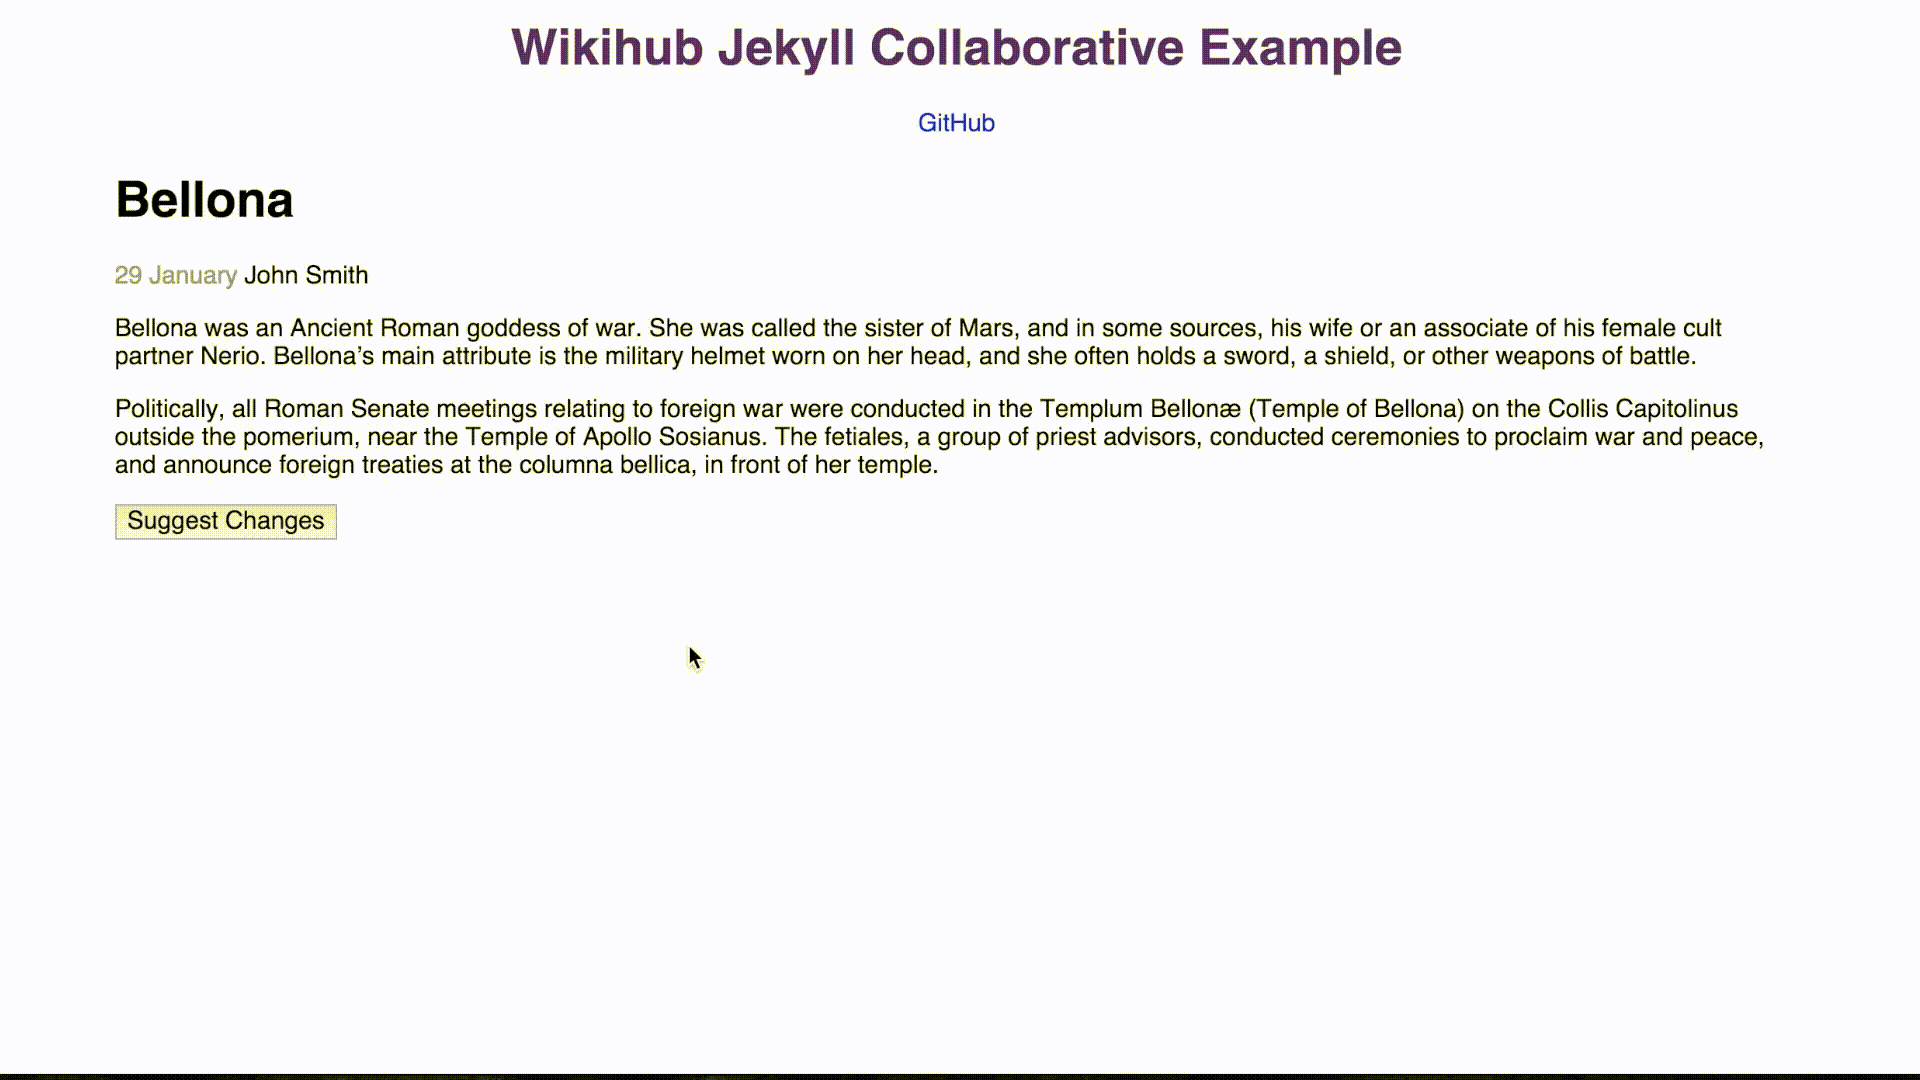 Wikihub Jekyll Collaborative Example
GitHub
Bellona
29 January John Smith
Bellona was an Ancient Roman goddess of war. She was called the sister of Mars, and in some sources, his wife or an associate of his female cult
partner Nerio. Bellona’s main attribute is the military helmet worn on her head, and she often holds a sword, a shield, or other weapons of battle.
Politically, all Roman Senate meetings relating to foreign war were conducted in the Templum Bellonæ (Temple of Bellona) on the Collis Capitolinus
outside the pomerium, near the Temple of Apollo Sosianus. The fetiales, a group of priest advisors, conducted ceremonies to proclaim war and peace,
and announce foreign treaties at the columna bellica, in front of her temple.
Suggest Changes